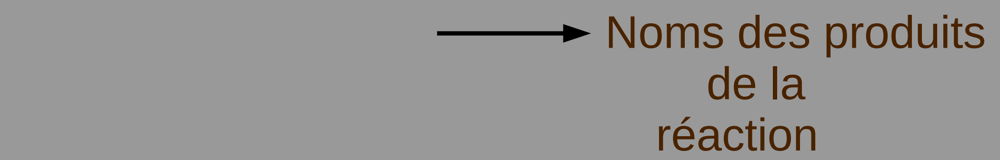 Noms des produits
de la
réaction